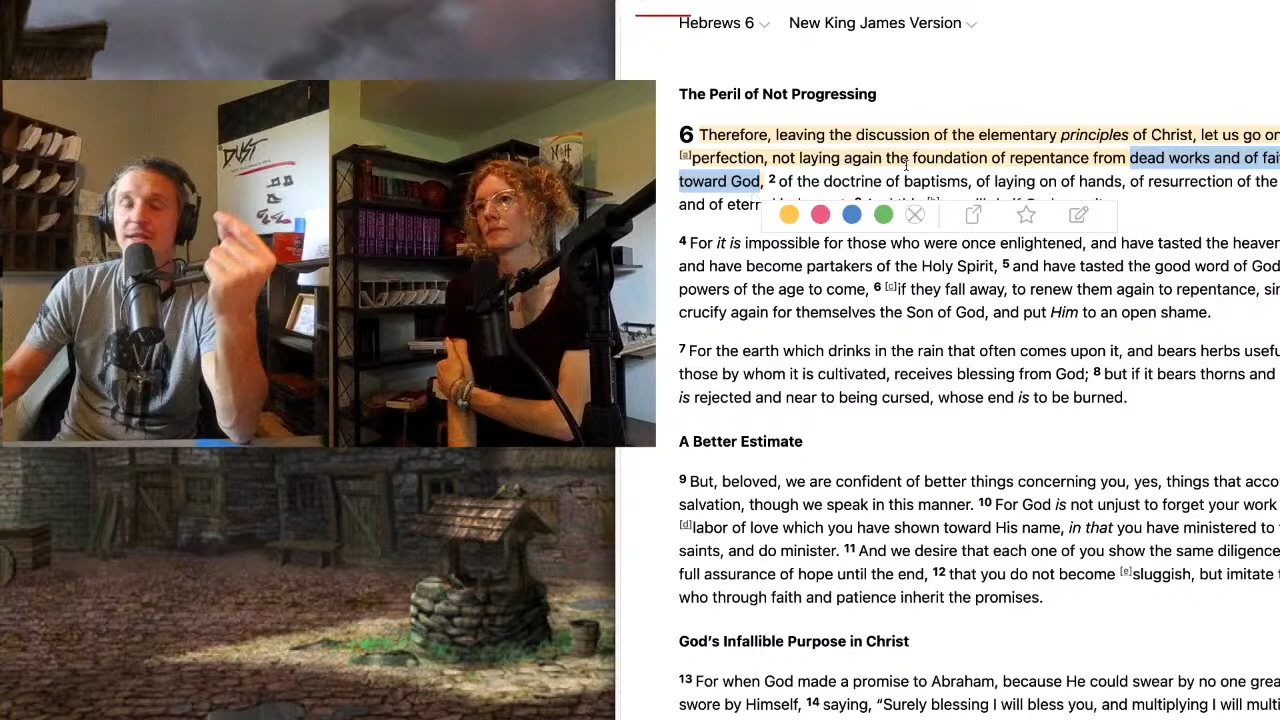 Hebrews 6 New King James Version
The Peril of Not Progressing
6 Therefore, leaving the discussion of the elementary principles of Christ, let us go on
[a]perfection, not laying again the foundation of repentance from dead works and of fai
toward God, 2 of the doctrine of baptisms, of laying on of hands, of resurrection of the
and of eter
4 For it is impossible for those who were once enlightened, and have tasted the heaven
and have become partakers of the Holy Spirit, 5 and have tasted the good word of God
powers of the age to come, 6 [c]if they fall away, to renew them again to repentance, sin
crucify again for themselves the Son of God, and put Him to an open shame.
7 For the earth which drinks in the rain that often comes upon it, and bears herbs usefu
those by whom it is cultivated, receives blessing from God; 8 but if it bears thorns and
is rejected and near to being cursed, whose end is to be burned.
A Better Estimate
9 But, beloved, we are confident of better things concerning you, yes, things that acco
salvation, though we speak in this manner. 10 For God is not unjust to forget your work
[d]labor of love which you have shown toward His name, in that you have ministered to
saints, and do minister. 11 And we desire that each one of you show the same diligence
full assurance of hope until the end, 12 that you do not become [e]sluggish, but imitate
who through faith and patience inherit the promises.
God's Infallible Purpose in Christ
13 For when God made a promise to Abraham, because He could swear by no one grea
swore by Himself, 14 saying, "Surely blessing I will bless you, and multiplying I will multi
DUST